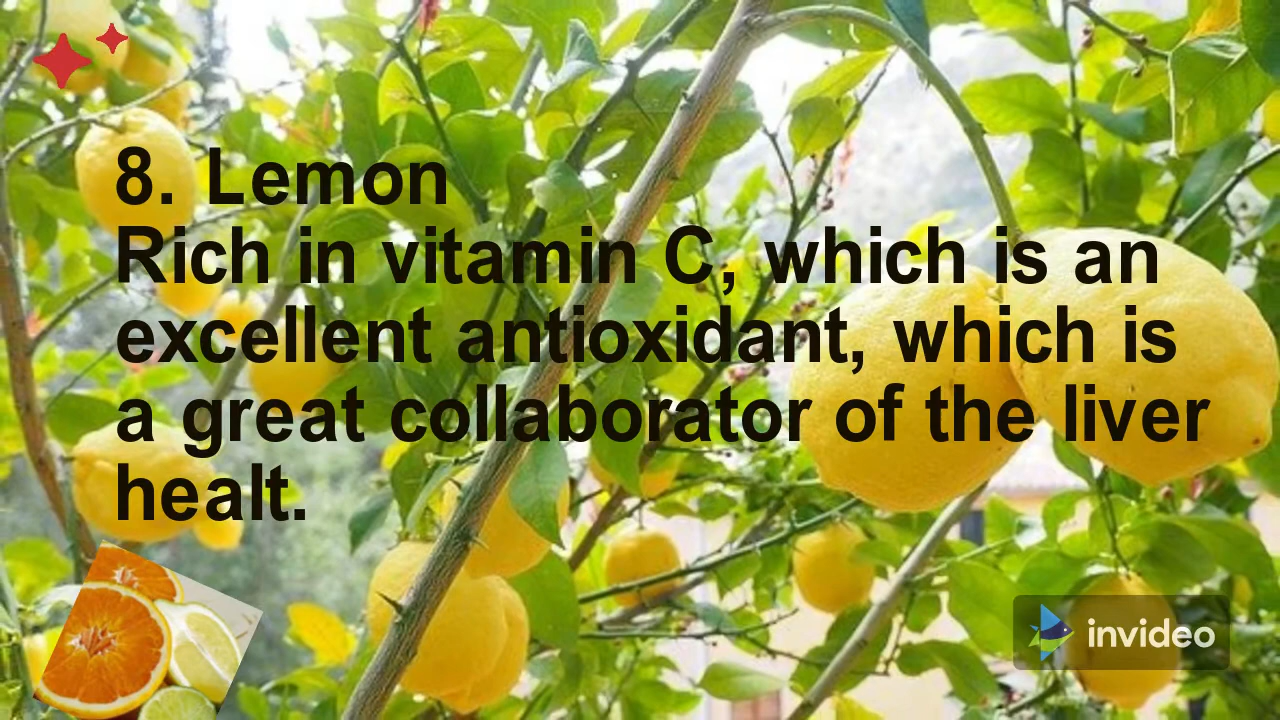 8. Lemon
Rich in vitamin C, which is an
excellent antioxidant, which is
a great collaborator of the liver
healt.
invideo